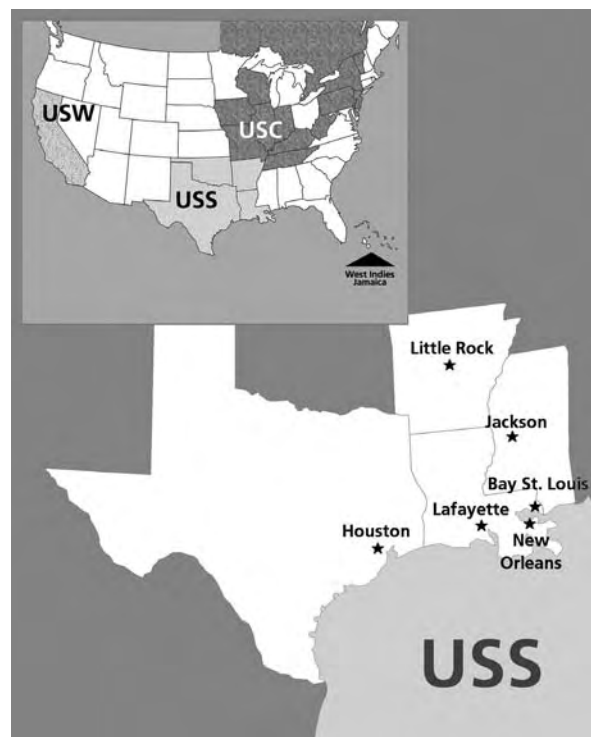 USW
USC
USS
West Indies
Jamaica
Little Rock
Jackson
Bay St. Louis
Lafayette
Houston
New
Orleans
USS